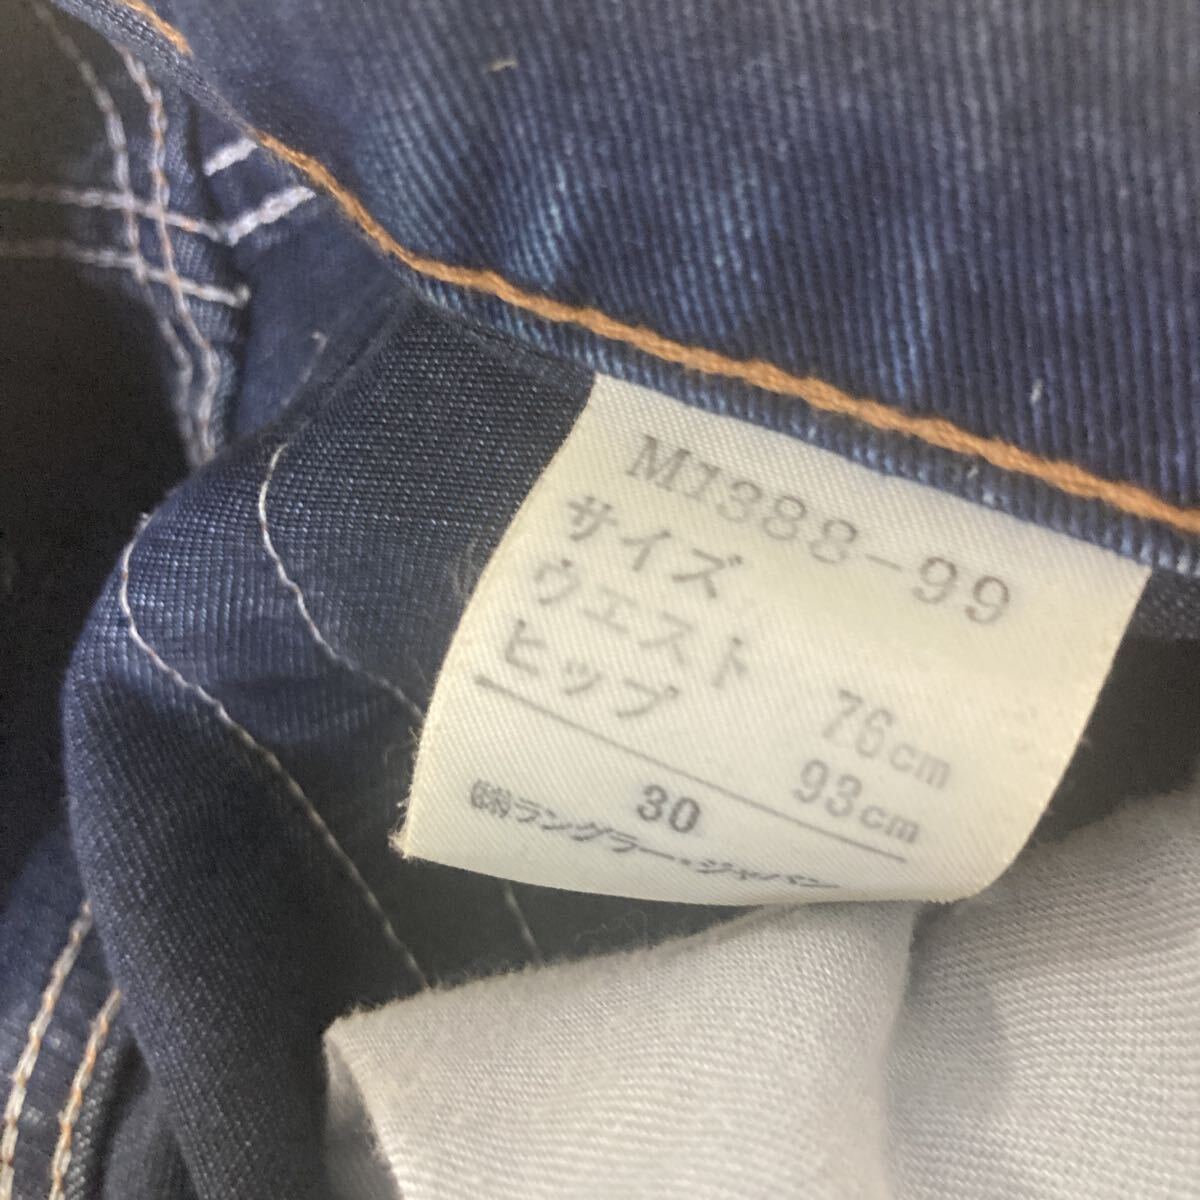 M1388-99
サイズ
ウエスト 76cm
ヒップ 93cm
30
㈱ラングラー・ジャパン